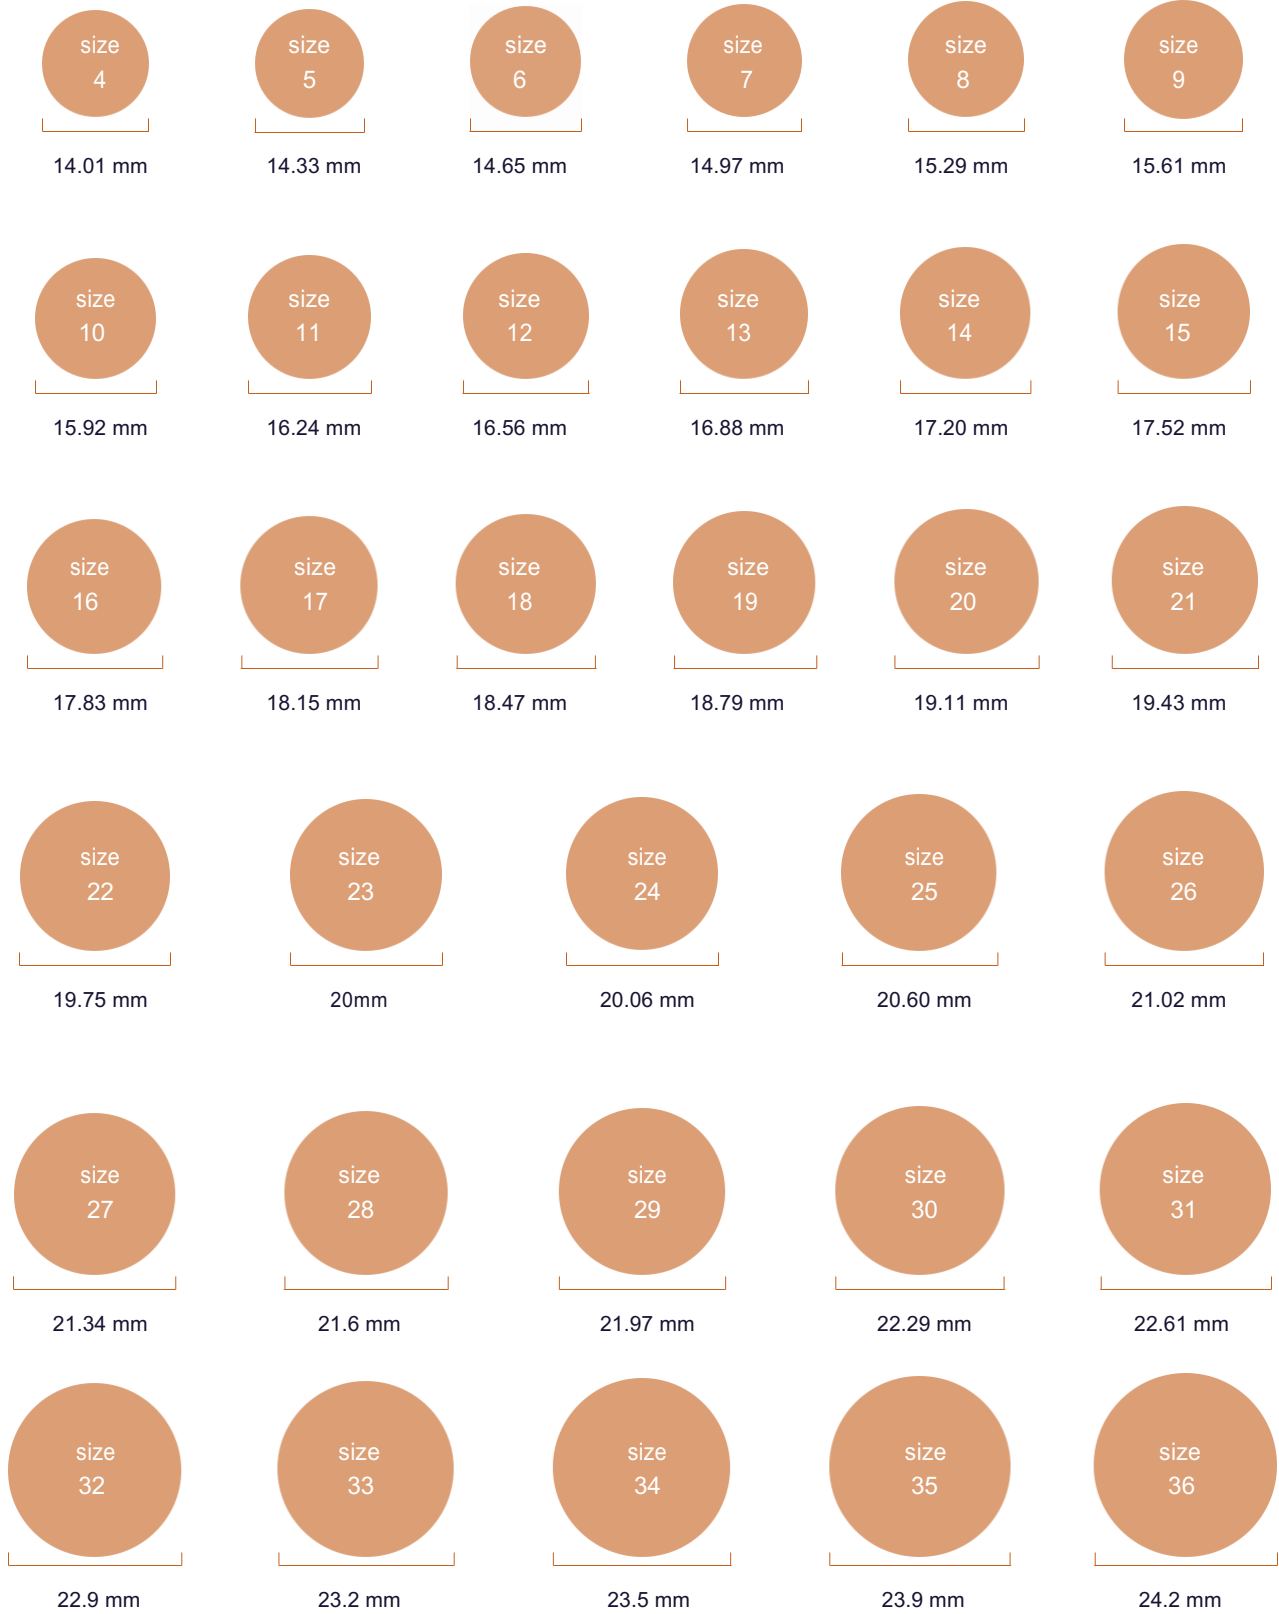 size
4
size
5
size
6
size
7
size
8
size
9
14.01 mm
14.33 mm
14.65 mm
14.97 mm
15.29 mm
15.61 mm
size
10
size
11
size
12
size
13
size
14
size
15
15.92 mm
16.24 mm
16.56 mm
16.88 mm
17.20 mm
17.52 mm
size
16
size
17
size
18
size
19
size
20
size
21
17.83 mm
18.15 mm
18.47 mm
18.79 mm
19.11 mm
19.43 mm
size
22
size
23
size
24
size
25
size
26
19.75 mm
20mm
20.06 mm
20.60 mm
21.02 mm
size
27
size
28
size
29
size
30
size
31
21.34 mm
21.6 mm
21.97 mm
22.29 mm
22.61 mm
size
32
size
33
size
34
size
35
size
36
22.9 mm
23.2 mm
23.5 mm
23.9 mm
24.2 mm